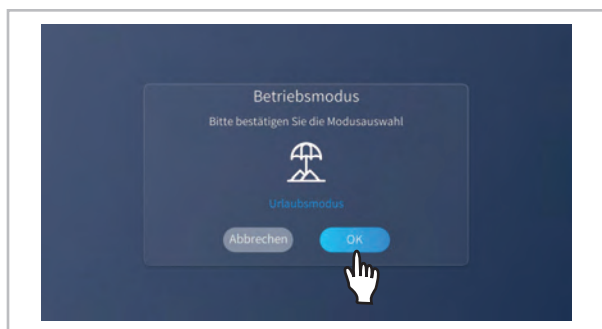 Betriebsmodus
Bitte bestätigen Sie die Modusauswahl
Urlaubsmodus
Abbrechen OK